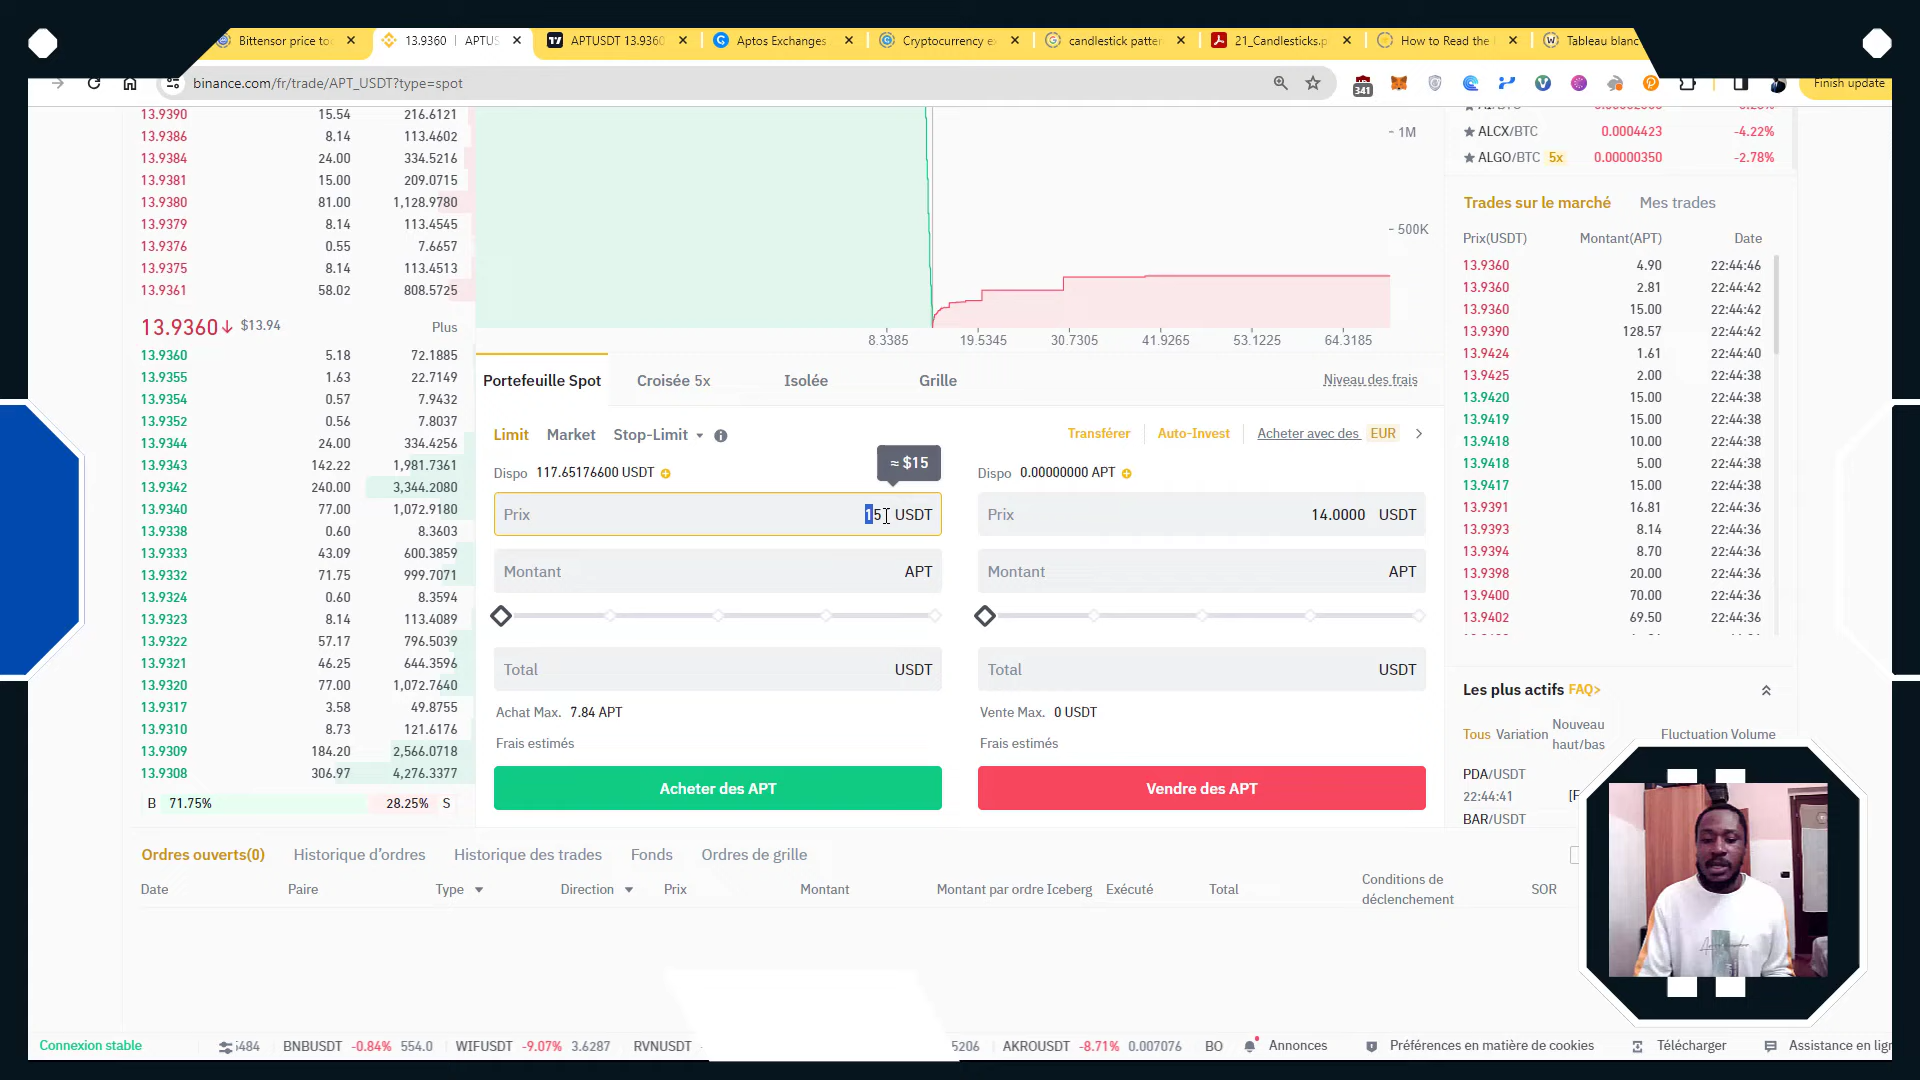 Bittensor price to
13.9360 | APTUS
APTUSDT 13.9360
Aptos Exchanges
Cryptocurrency e
candlestick patter
21_Candlesticks.p
How to Read the
Tableau blanc
binance.com/fr/trade/APT_USDT?type=spot
341
Finish update
13.9390 15.54 216.6121
13.9386 8.14 113.4602
13.9384 24.00 334.5216
13.9381 15.00 209.0715
13.9380 81.00 1,128.9780
13.9379 8.14 113.4545
13.9376 0.55 7.6657
13.9375 8.14 113.4513
13.9361 58.02 808.5725
13.9360↓ $13.94 Plus
13.9360 5.18 72.1885
13.9355 1.63 22.7149
13.9354 0.57 7.9432
13.9352 0.56 7.8037
13.9344 24.00 334.4256
13.9343 142.22 1,981.7361
13.9342 240.00 3,344.2080
13.9340 77.00 1,072.9180
13.9338 0.60 8.3603
13.9333 43.09 600.3859
13.9332 71.75 999.7071
13.9324 0.60 8.3594
13.9323 8.14 113.4089
13.9322 57.17 796.5039
13.9321 46.25 644.3596
13.9320 77.00 1,072.7640
13.9317 3.58 49.8755
13.9310 8.73 121.6176
13.9309 184.20 2,566.0718
13.9308 306.97 4,276.3377
B 71.75% 28.25% S
1M
500K
8.3385 19.5345 30.7305 41.9265 53.1225 64.3185
Portefeuille Spot Croisée 5x Isolée Grille Niveau des frais
Limit Market Stop-Limit
Transférer Auto-Invest Acheter avec des EUR
≈ $15
Dispo 117.65176600 USDT
Prix 15 USDT
Montant APT
Total USDT
Achat Max. 7.84 APT
Frais estimés
Acheter des APT
Dispo 0.00000000 APT
Prix 14.0000 USDT
Montant APT
Total USDT
Vente Max. 0 USDT
Frais estimés
Vendre des APT
ALCX/BTC 0.0004423 -4.22%
ALGO/BTC 5x 0.00000350 -2.78%
Trades sur le marché Mes trades
Prix(USDT) Montant(APT) Date
13.9360 4.90 22:44:46
13.9360 2.81 22:44:42
13.9360 15.00 22:44:42
13.9390 128.57 22:44:42
13.9424 1.61 22:44:40
13.9425 2.00 22:44:38
13.9420 15.00 22:44:38
13.9419 15.00 22:44:38
13.9418 10.00 22:44:38
13.9418 5.00 22:44:38
13.9417 15.00 22:44:38
13.9391 16.81 22:44:36
13.9393 8.14 22:44:36
13.9394 8.70 22:44:36
13.9398 20.00 22:44:36
13.9400 70.00 22:44:36
13.9402 69.50 22:44:36
Les plus actifs FAQ>
Tous Variation Nouveau haut/bas Fluctuation Volume
PDA/USDT
22:44:41
BAR/USDT
Ordres ouverts(0) Historique d’ordres Historique des trades Fonds Ordres de grille
Date Paire Type Direction Prix Montant Montant par ordre Iceberg Exécuté Total Conditions de déclenchement SOR
Connexion stable
5484 BNBUSDT -0.84% 554.0 WIFUSDT -9.07% 3.6287 RVNUSDT 5206 AKROUSDT -8.71% 0.007076 BO
Annonces Préférences en matière de cookies Télécharger Assistance en lig